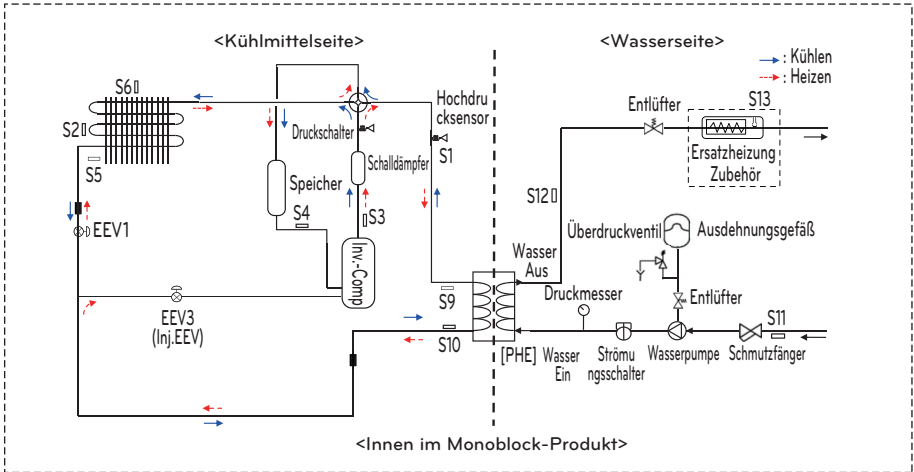 <Kühlmittelseite>
<Wasserseite>
: Kühlen
: Heizen
S6
S2
S5
EEV1
EEV3
(Inj.EEV)
Druckschalter
Schalldämpfer
Speicher
S4
S3
Inv.-Comp
Hochdru
cksensor
S1
S9
S10
[PHE]
Wasser
Aus
Wasser
Ein
Druckmesser
Strömu
ngsschalter
Wasserpumpe
Schmutzfänger
S11
Entlüfter
Überdruckventil
Ausdehnungsgefäß
S12
Entlüfter
S13
Ersatzheizung
Zubehör
<Innen im Monoblock-Produkt>